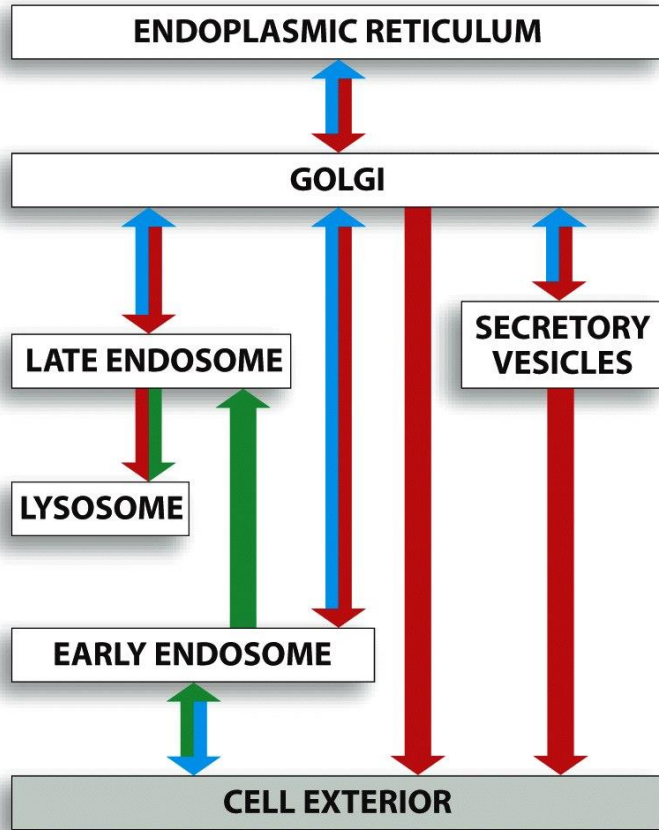 ENDOPLASMIC RETICULUM
GOLGI
LATE ENDOSOME
SECRETORY
VESICLES
LYSOSOME
EARLY ENDOSOME
CELL EXTERIOR